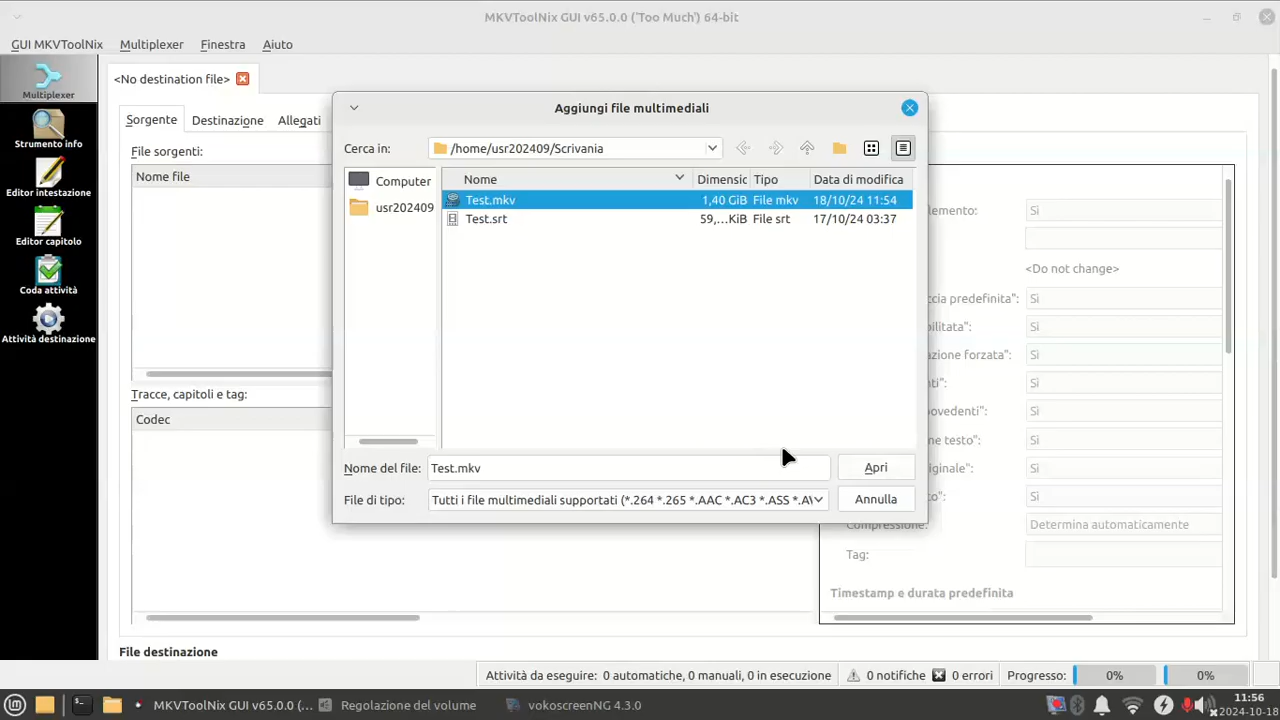 MKVToolNix GUI v65.0.0 ('Too Much') 64-bit
GUI MKVToolNix Multiplexer Finestra Aiuto
Multiplexer
Strumento info
Editor intestazione
Editor capitolo
Coda attività
Attività destinazione
<No destination file>
Sorgente Destinazione Allegati
File sorgenti:
Nome file
Tracce, capitoli e tag:
Codec
Aggiungi file multimediali
Cerca in: /home/usr202409/Scrivania
Computer
usr202409
Nome Dimensic Tipo Data di modifica
Test.mkv 1,40 GiB File mkv 18/10/24 11:54
Test.srt 59,...KiB File srt 17/10/24 03:37
Nome del file: Test.mkv Apri
File di tipo: Tutti i file multimediali supportati (*.264 *.265 *.AAC *.AC3 *.ASS *.A Annulla
lemento: Sì
<Do not change>
ccia predefinita": Sì
bilitata": Sì
azione forzata": Sì
nti": Sì
povedenti": Sì
ne testo": Sì
iginale": Sì
to": Sì
Compressione: Determina automaticamente
Tag:
Timestamp e durata predefinita
File destinazione
Attività da eseguire: 0 automatiche, 0 manuali, 0 in esecuzione 0 notifiche 0 errori Progresso: 0% 0%
MKVToolNix GUI v65.0.0 (... Regolazione del volume vokoscreenNG 4.3.0
11:56
2024-10-18